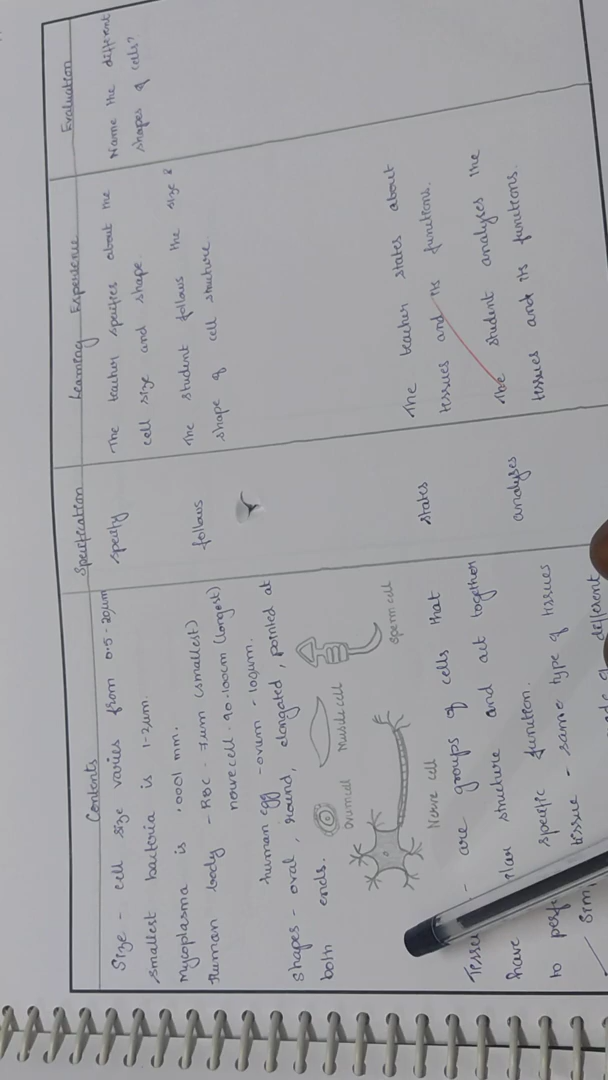 Contents
Size - cell size varies from 0.5 - 20µm
smallest bacteria is 1-2µm.
Mycoplasma is .0001 mm.
Human body - RBC - 7µm (smallest)
nerve cell - 90-100cm (longest)
human egg - ovum - 100µm.
shapes - oval, round, elongated, pointed at
both ends.
Ovum cell
Muscle cell
Sperm cell
Nerve cell
- are groups of cells that
have structure and act together
to specific function.
tissue - same type of tissues
different
Specification
specify
follows
states
analyses
Learning Experience
The teacher specifies about the
cell size and shape.
The student follows the size &
shape of cell structure.
The teacher states about
tissues and its functions.
The student analyses the
tissues and its functions.
Evaluation
Name the different
shapes of cells?